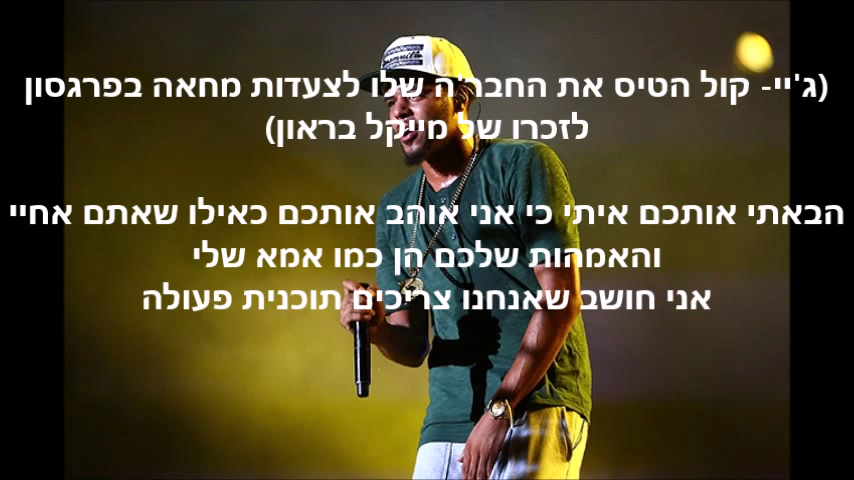 (ג'יי- קול הטיס את החבר'ה שלו לצעדות מחאה בפרגסון
לזכרו של מייקל בראון)
הבאתי אותכם איתי כי אני אוהב אותכם כאילו שאתם אחיי
והאמהות שלכם הן כמו אמא שלי
אני חושב שאנחנו צריכים תוכנית פעולה